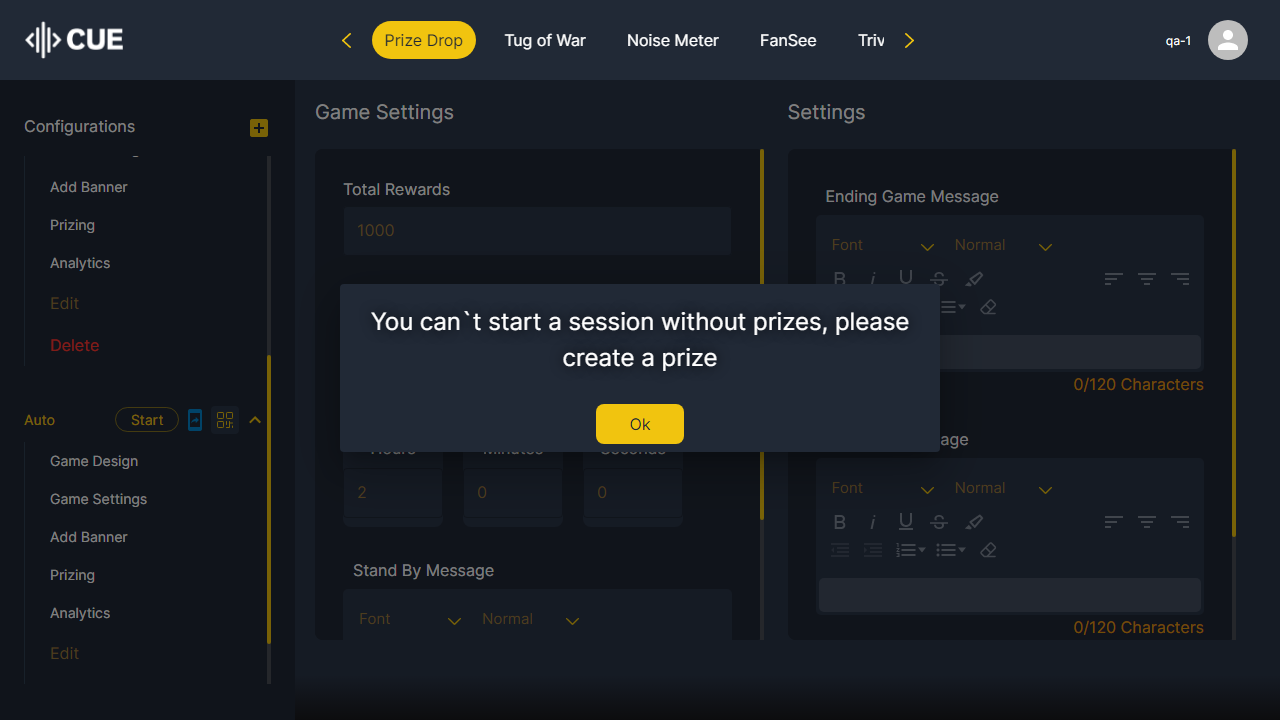 CUE
Prize Drop
Tug of War
Noise Meter
FanSee
Triv
qa-1
Configurations
Add Banner
Prizing
Analytics
Edit
Delete
Auto
Start
Game Design
Game Settings
Add Banner
Prizing
Analytics
Edit
Game Settings
Total Rewards
1000
You can`t start a session without prizes, please
create a prize
Ok
Hours
Minutes
Seconds
2
0
0
Stand By Message
Font
Normal
Settings
Ending Game Message
Font
Normal
0/120 Characters
Font
Normal
0/120 Characters